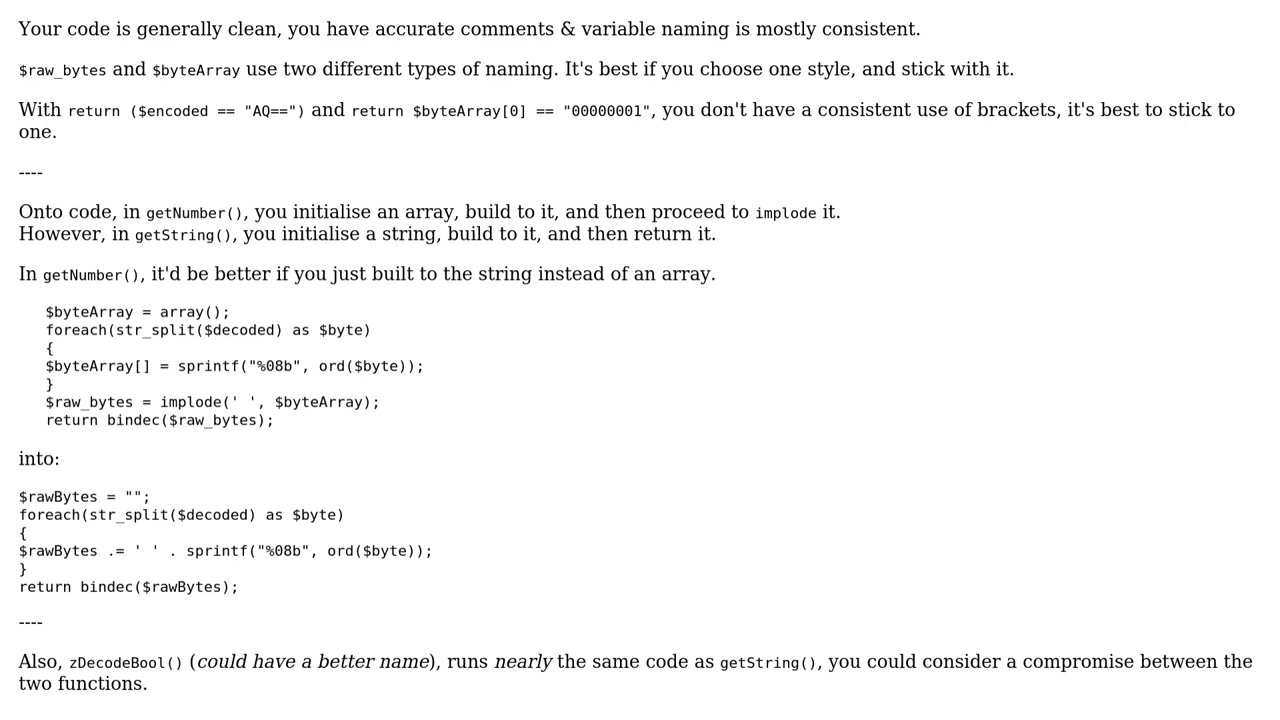 Your code is generally clean, you have accurate comments & variable naming is mostly consistent.
$raw_bytes and $byteArray use two different types of naming. It's best if you choose one style, and stick with it.
With return ($encoded == "AQ==") and return $byteArray[0] == "00000001", you don't have a consistent use of brackets, it's best to stick to
one.
----
Onto code, in getNumber(), you initialise an array, build to it, and then proceed to implode it.
However, in getString(), you initialise a string, build to it, and then return it.
In getNumber(), it'd be better if you just built to the string instead of an array.
$byteArray = array();
foreach(str_split($decoded) as $byte)
{
$byteArray[] = sprintf("%08b", ord($byte));
}
$raw_bytes = implode(' ', $byteArray);
return bindec($raw_bytes);
into:
$rawBytes = "";
foreach(str_split($decoded) as $byte)
{
$rawBytes .= ' ' . sprintf("%08b", ord($byte));
}
return bindec($rawBytes);
----
Also, zDecodeBool() (could have a better name), runs nearly the same code as getString(), you could consider a compromise between the
two functions.